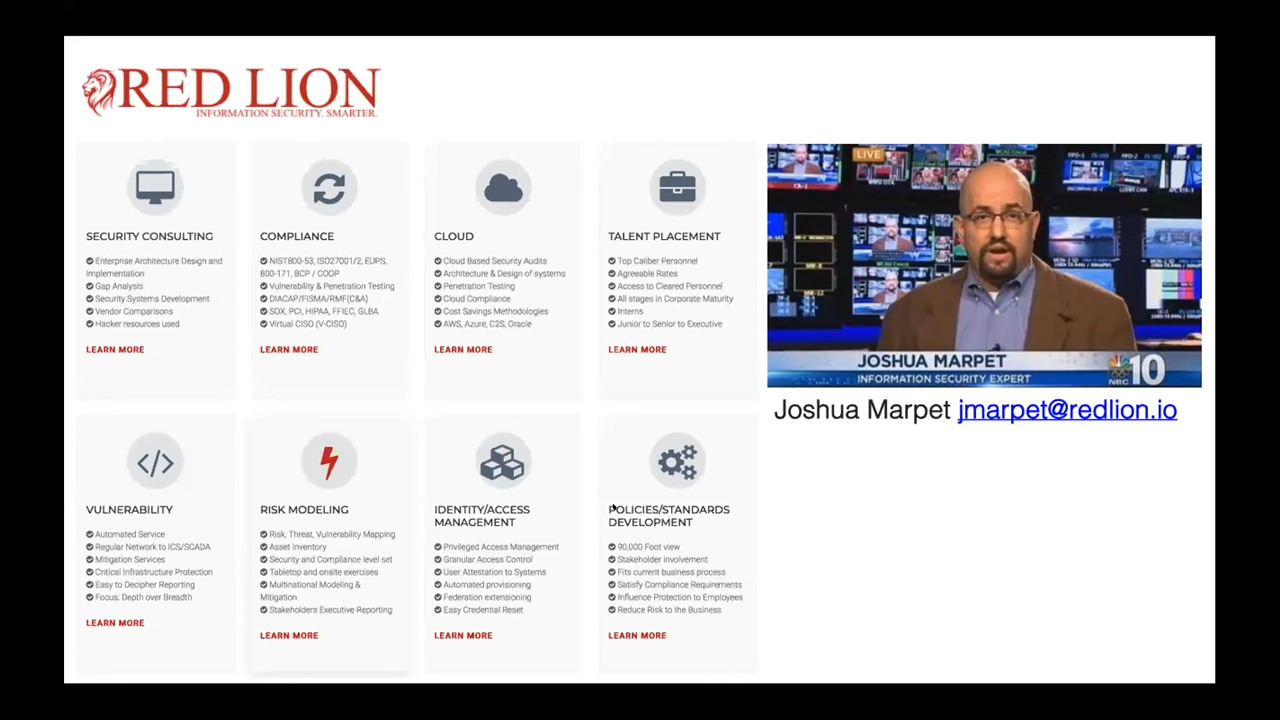 RED LION
INFORMATION SECURITY. SMARTER.
SECURITY CONSULTING
Enterprise Architecture Design and
Implementation
Gap Analysis
Security Systems Development
Vendor Comparisons
Hacker resources used
LEARN MORE
COMPLIANCE
NIST800-53, ISO27001/2, EUPS,
800-171, BCP / COOP
Vulnerability & Penetration Testing
DIACAP/FISMA/RMF(C&A)
SOX, PCI, HIPAA, FFIEC, GLBA
Virtual CISO (V-CISO)
LEARN MORE
CLOUD
Cloud Based Security Audits
Architecture & Design of systems
Penetration Testing
Cloud Compliance
Cost Savings Methodologies
AWS, Azure, C2S, Oracle
LEARN MORE
TALENT PLACEMENT
Top Caliber Personnel
Agreeable Rates
Access to Cleared Personnel
All stages in Corporate Maturity
Interns
Junior to Senior to Executive
LEARN MORE
LIVE
JOSHUA MARPET
INFORMATION SECURITY EXPERT
NBC 10
Joshua Marpet jmarpet@redlion.io
VULNERABILITY
Automated Service
Regular Network to ICS/SCADA
Mitigation Services
Critical Infrastructure Protection
Easy to Decipher Reporting
Focus: Depth over Breadth
LEARN MORE
RISK MODELING
Risk, Threat, Vulnerability Mapping
Asset Inventory
Security and Compliance level set
Tabletop and onsite exercises
Multinational Modeling &
Mitigation
Stakeholders Executive Reporting
LEARN MORE
IDENTITY/ACCESS
MANAGEMENT
Privileged Access Management
Granular Access Control
User Attestation to Systems
Automated provisioning
Federation extensioning
Easy Credential Reset
LEARN MORE
POLICIES/STANDARDS
DEVELOPMENT
90,000 Foot view
Stakeholder involvement
Fits current business process
Satisfy Compliance Requirements
Influence Protection to Employees
Reduce Risk to the Business
LEARN MORE